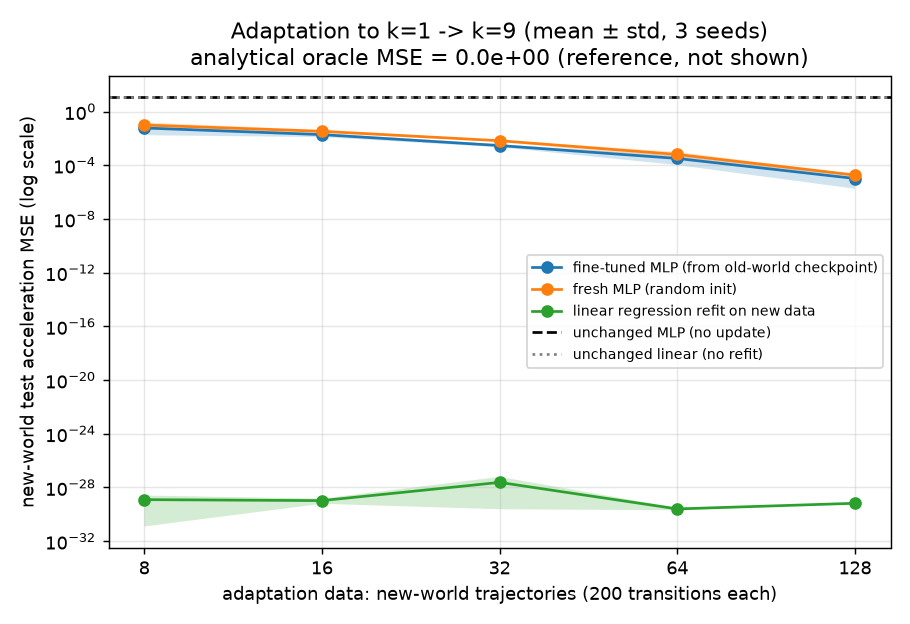 Adaptation to k=1 -> k=9 (mean ± std, 3 seeds)
analytical oracle MSE = 0.0e+00 (reference, not shown)
new-world test acceleration MSE (log scale)
10⁰
10⁻⁴
10⁻⁸
10⁻¹²
10⁻¹⁶
10⁻²⁰
10⁻²⁴
10⁻²⁸
10⁻³²
fine-tuned MLP (from old-world checkpoint)
fresh MLP (random init)
linear regression refit on new data
unchanged MLP (no update)
unchanged linear (no refit)
8 16 32 64 128
adaptation data: new-world trajectories (200 transitions each)